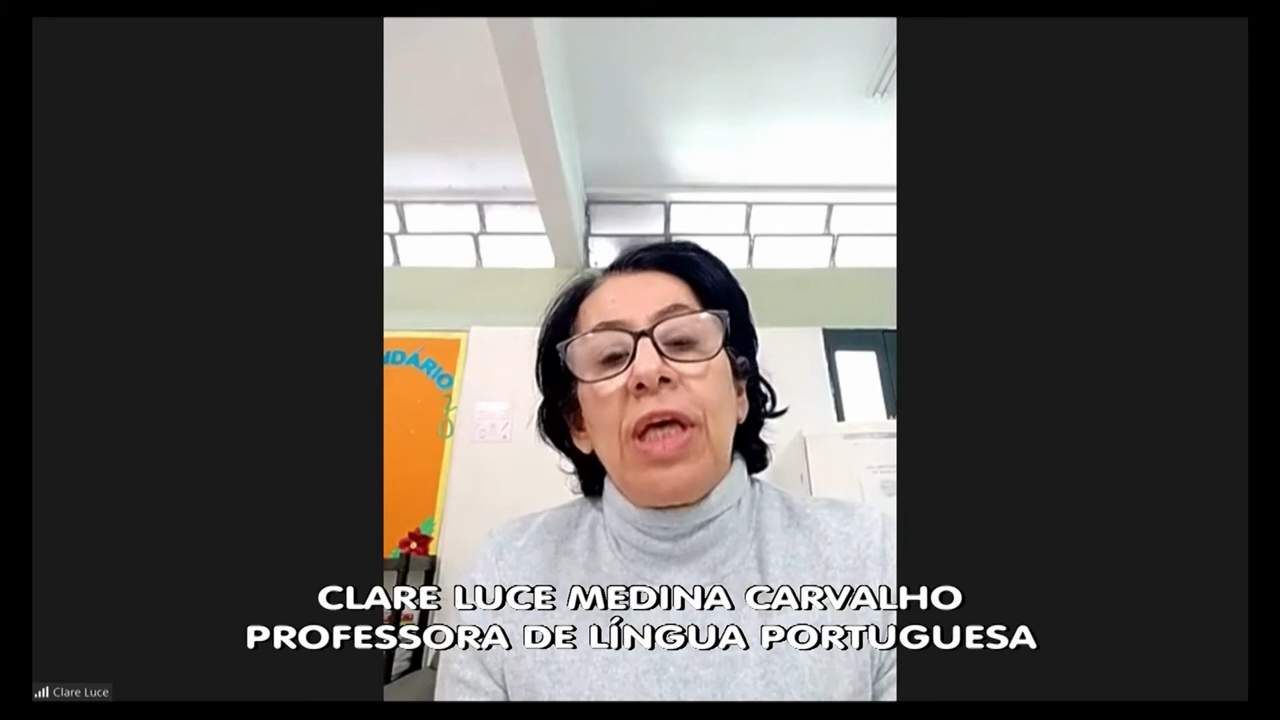 NDÁRIO
CLARE LUCE MEDINA CARVALHO
PROFESSORA DE LÍNGUA PORTUGUESA
Clare Luce